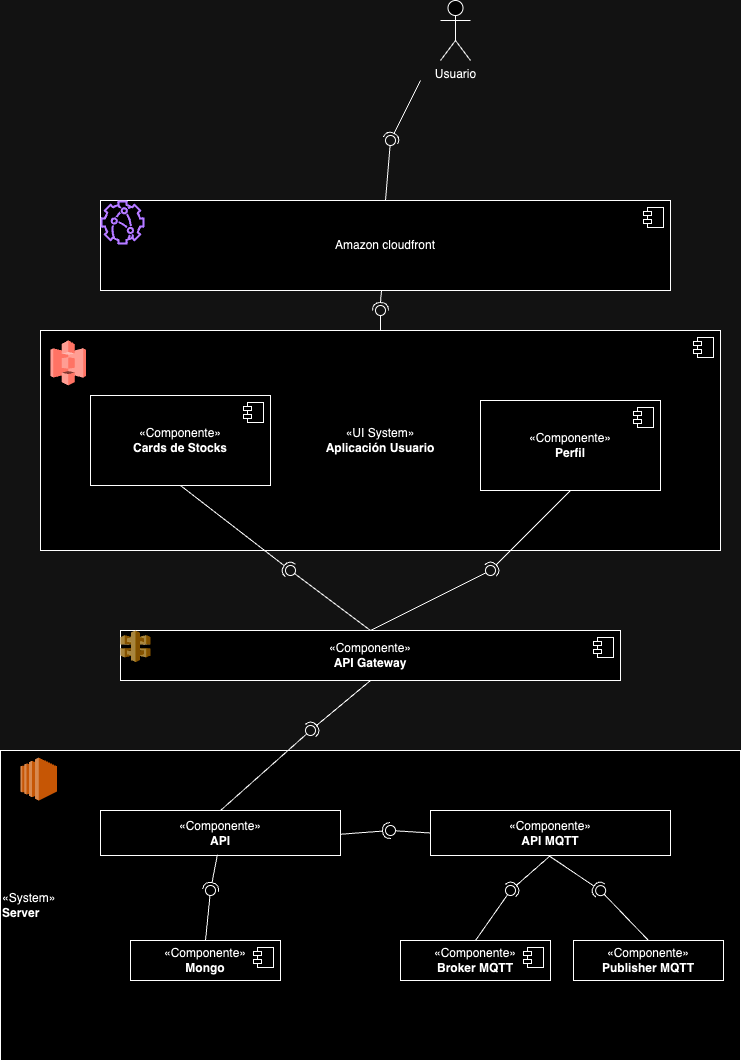 Usuario
Amazon cloudfront
«Componente»
Cards de Stocks
«UI System»
Aplicación Usuario
«Componente»
Perfil
«Componente»
API Gateway
«Componente»
API
«Componente»
API MQTT
«System»
Server
«Componente»
Mongo
«Componente»
Broker MQTT
«Componente»
Publisher MQTT